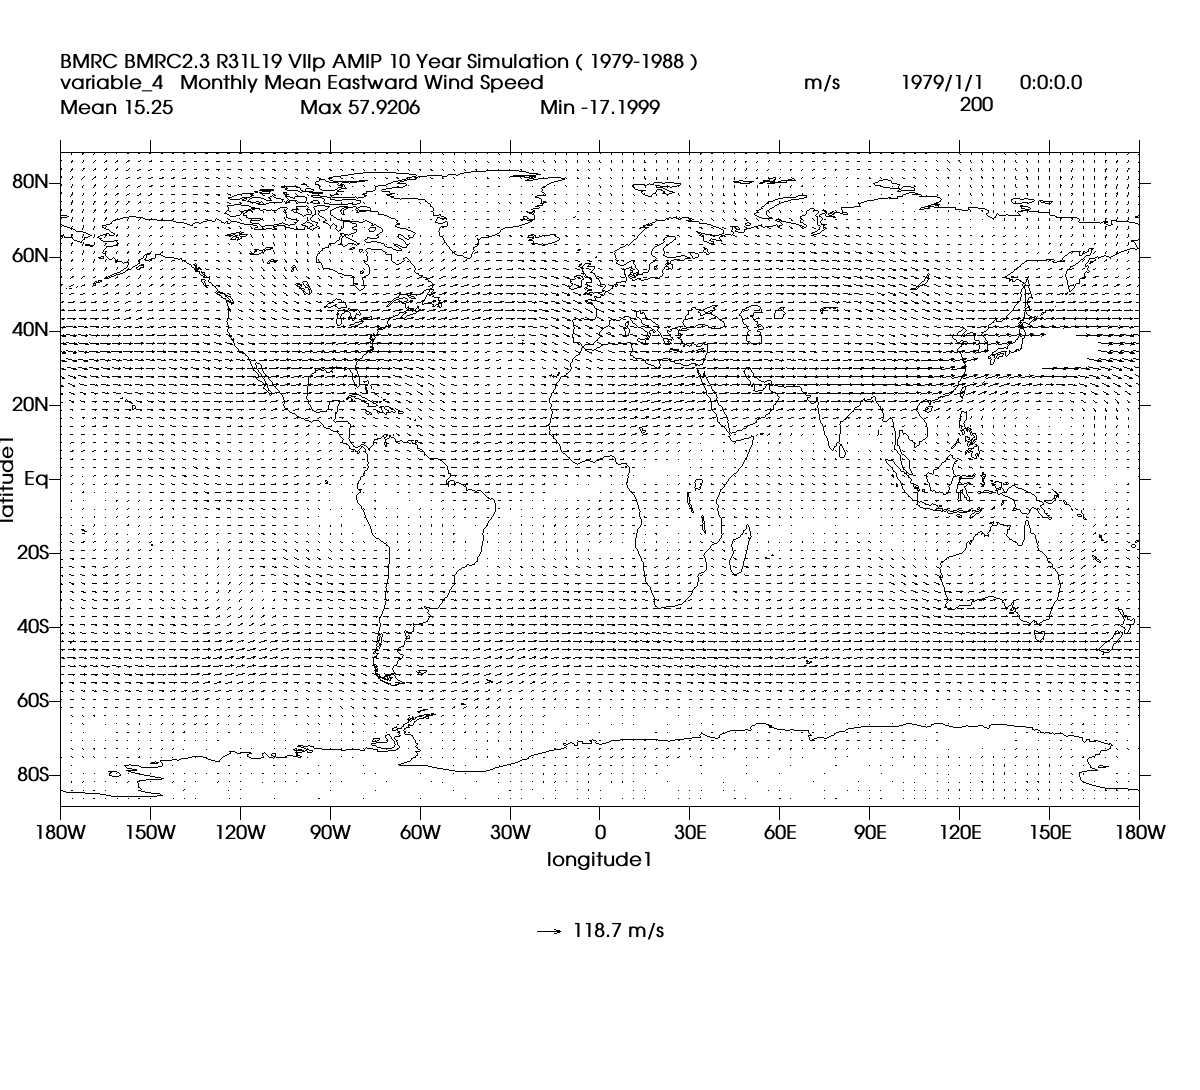 BMRC BMRC2.3 R31L19 VIIp AMIP 10 Year Simulation ( 1979-1988 )
variable_4 Monthly Mean Eastward Wind Speed m/s 1979/1/1 0:0:0.0
Mean 15.25 Max 57.9206 Min -17.1999 200
80N
60N
40N
20N
Eq
20S
40S
60S
80S
latitude1
180W 150W 120W 90W 60W 30W 0 30E 60E 90E 120E 150E 180W
longitude1
118.7 m/s